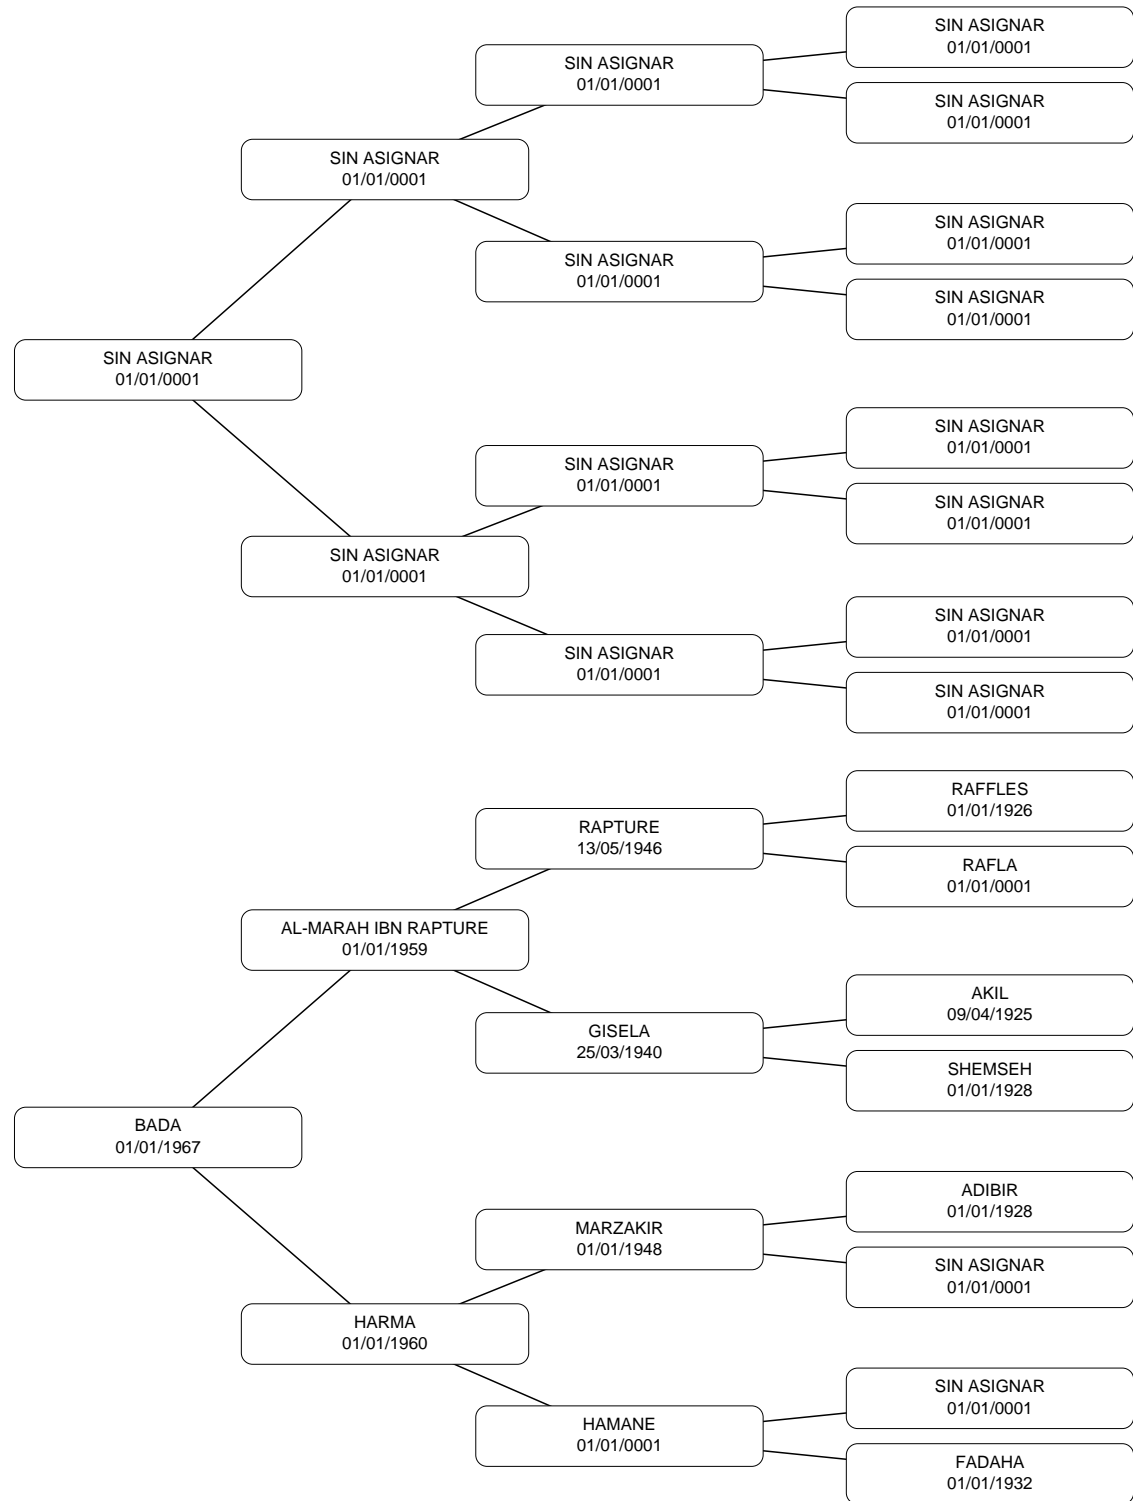 SIN ASIGNAR
01/01/0001
SIN ASIGNAR
01/01/0001
SIN ASIGNAR
01/01/0001
SIN ASIGNAR
01/01/0001
SIN ASIGNAR
01/01/0001
SIN ASIGNAR
01/01/0001
SIN ASIGNAR
01/01/0001
SIN ASIGNAR
01/01/0001
SIN ASIGNAR
01/01/0001
SIN ASIGNAR
01/01/0001
SIN ASIGNAR
01/01/0001
SIN ASIGNAR
01/01/0001
SIN ASIGNAR
01/01/0001
SIN ASIGNAR
01/01/0001
SIN ASIGNAR
01/01/0001
RAFFLES
01/01/1926
RAPTURE
13/05/1946
RAFLA
01/01/0001
AL-MARAH IBN RAPTURE
01/01/1959
AKIL
09/04/1925
GISELA
25/03/1940
SHEMSEH
01/01/1928
BADA
01/01/1967
ADIBIR
01/01/1928
MARZAKIR
01/01/1948
SIN ASIGNAR
01/01/0001
HARMA
01/01/1960
SIN ASIGNAR
01/01/0001
HAMANE
01/01/0001
FADAHA
01/01/1932